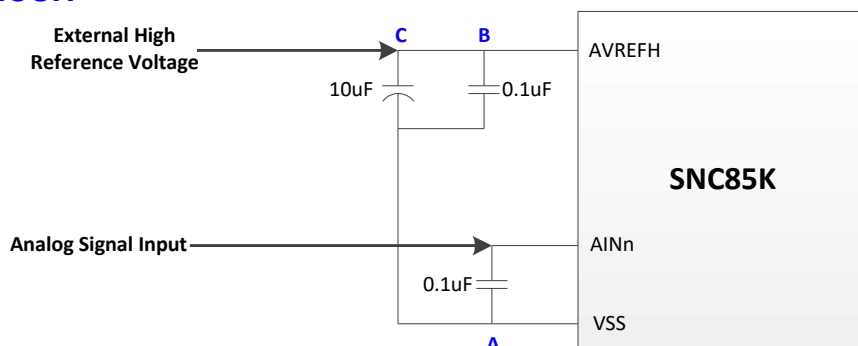 External High
Reference Voltage
C
B
AVREFH
10uF
0.1uF
SNC85K
Analog Signal Input
AINn
0.1uF
VSS
A